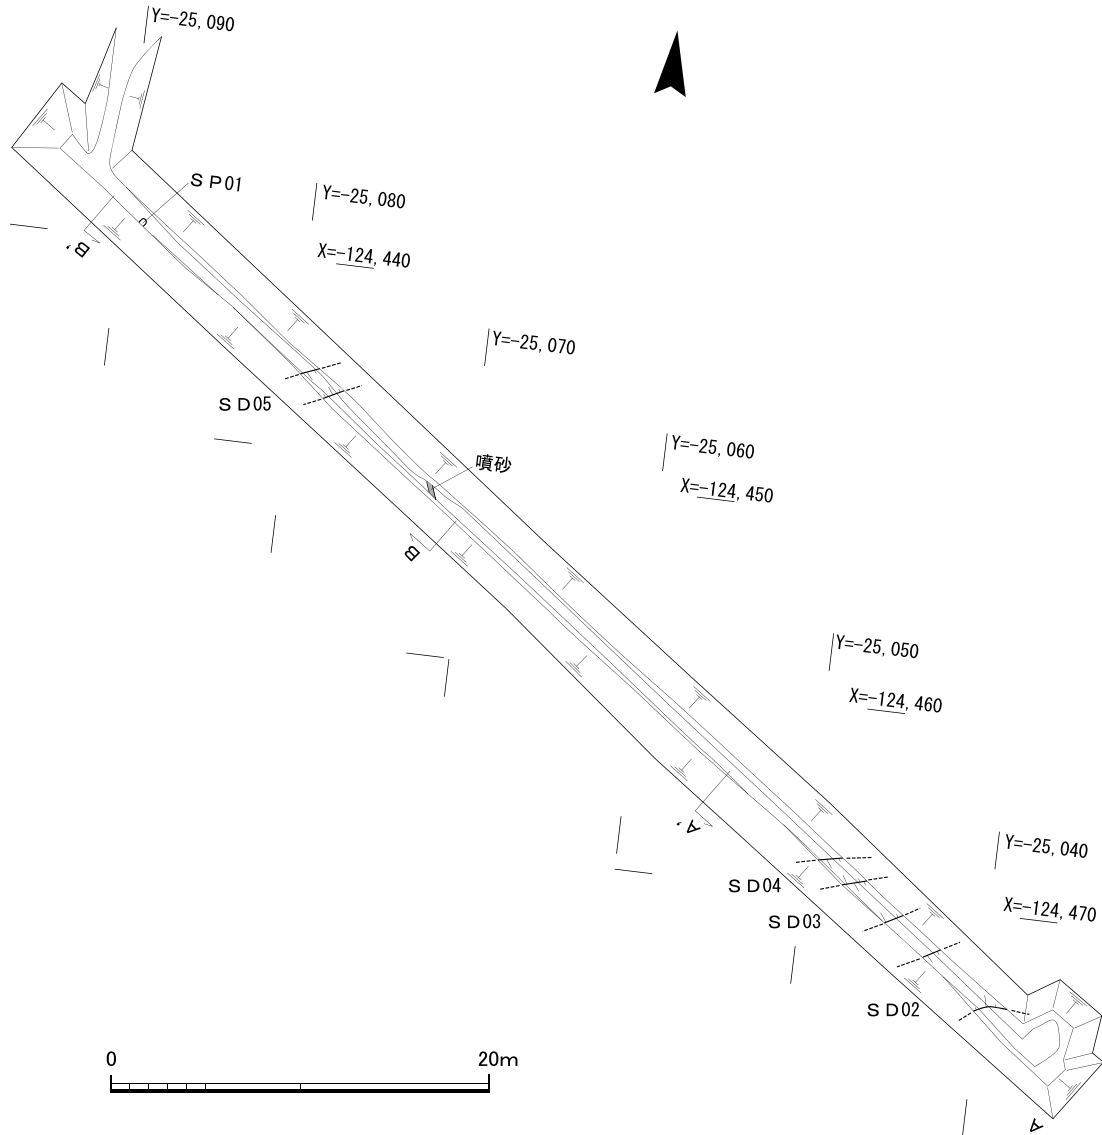 Y=-25,090
ＳＰ01
Y=-25,080
B'
X=-124,440
Y=-25,070
ＳＤ05
Y=-25,060
噴砂
X=-124,450
B
Y=-25,050
X=-124,460
A'
Y=-25,040
ＳＤ04
X=-124,470
ＳＤ03
ＳＤ02
0 20m
A